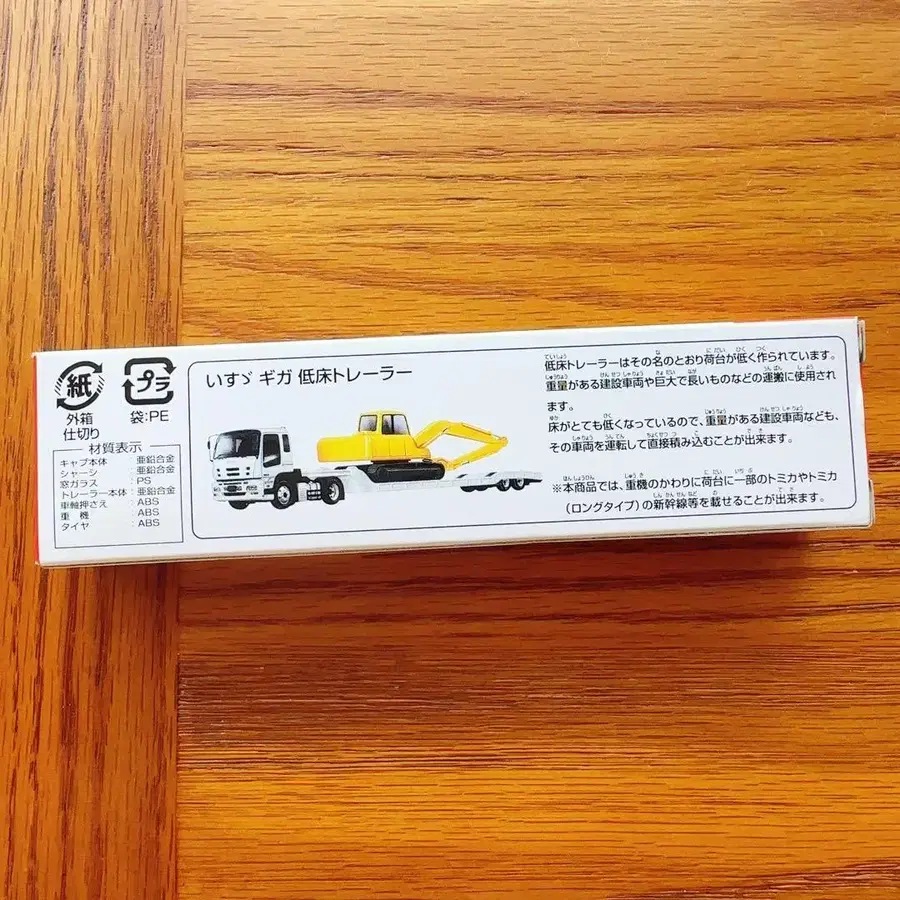 紙
外箱
仕切り
プラ
袋:PE
材質表示
キャブ本体 : 亜鉛合金
シャーシ : 亜鉛合金
窓ガラス : PS
トレーラー本体 : 亜鉛合金
車軸押さえ : ABS
重機 : ABS
タイヤ : ABS
いすゞ ギガ 低床トレーラー
低床トレーラーはその名のとおり荷台が低く作られています。
重量がある建設車両や巨大で長いものなどの運搬に使用され
ます。
床がとても低くなっているので、重量がある建設車両なども、
その車両を運転して直接積み込むことが出来ます。
※本商品では、重機のかわりに荷台に一部のトミカやトミカ
(ロングタイプ)の新幹線等を載せることが出来ます。